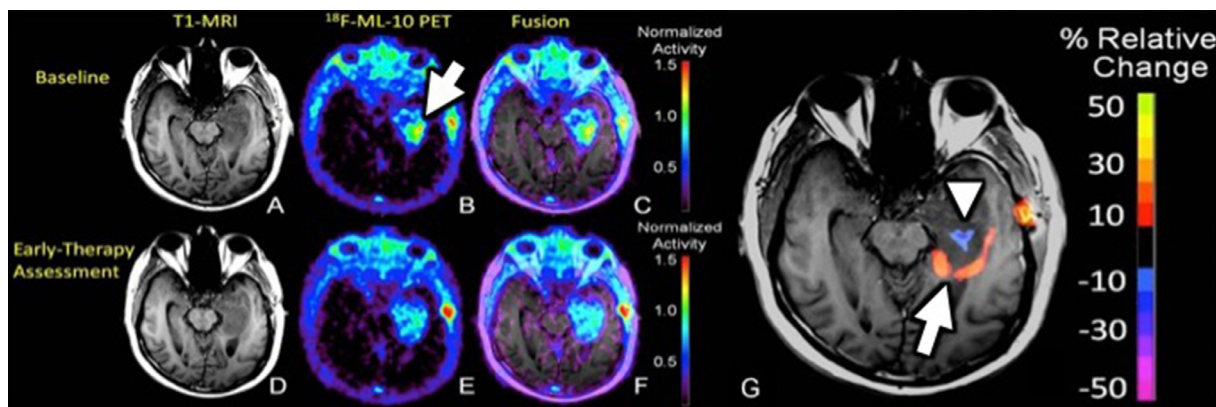 T1-MRI
¹⁸F-ML-10 PET
Fusion
Normalized
Activity
Baseline
1.5
1.0
0.5
A
B
C
Early-Therapy
Assessment
Normalized
Activity
1.5
1.0
0.5
D
E
F
% Relative
Change
50
30
10
-10
-30
-50
G